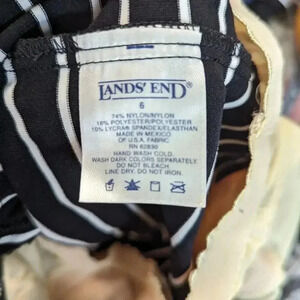 LANDS' END®
6
74% NYLON/NYLON
16% POLYESTER/POLYESTER
10% LYCRA® SPANDEX/ELASTHAN
MADE IN MEXICO
OF U.S.A. FABRIC
RN 62830
HAND WASH COLD.
WASH DARK COLORS SEPARATELY.
DO NOT BLEACH.
LINE DRY. DO NOT IRON.